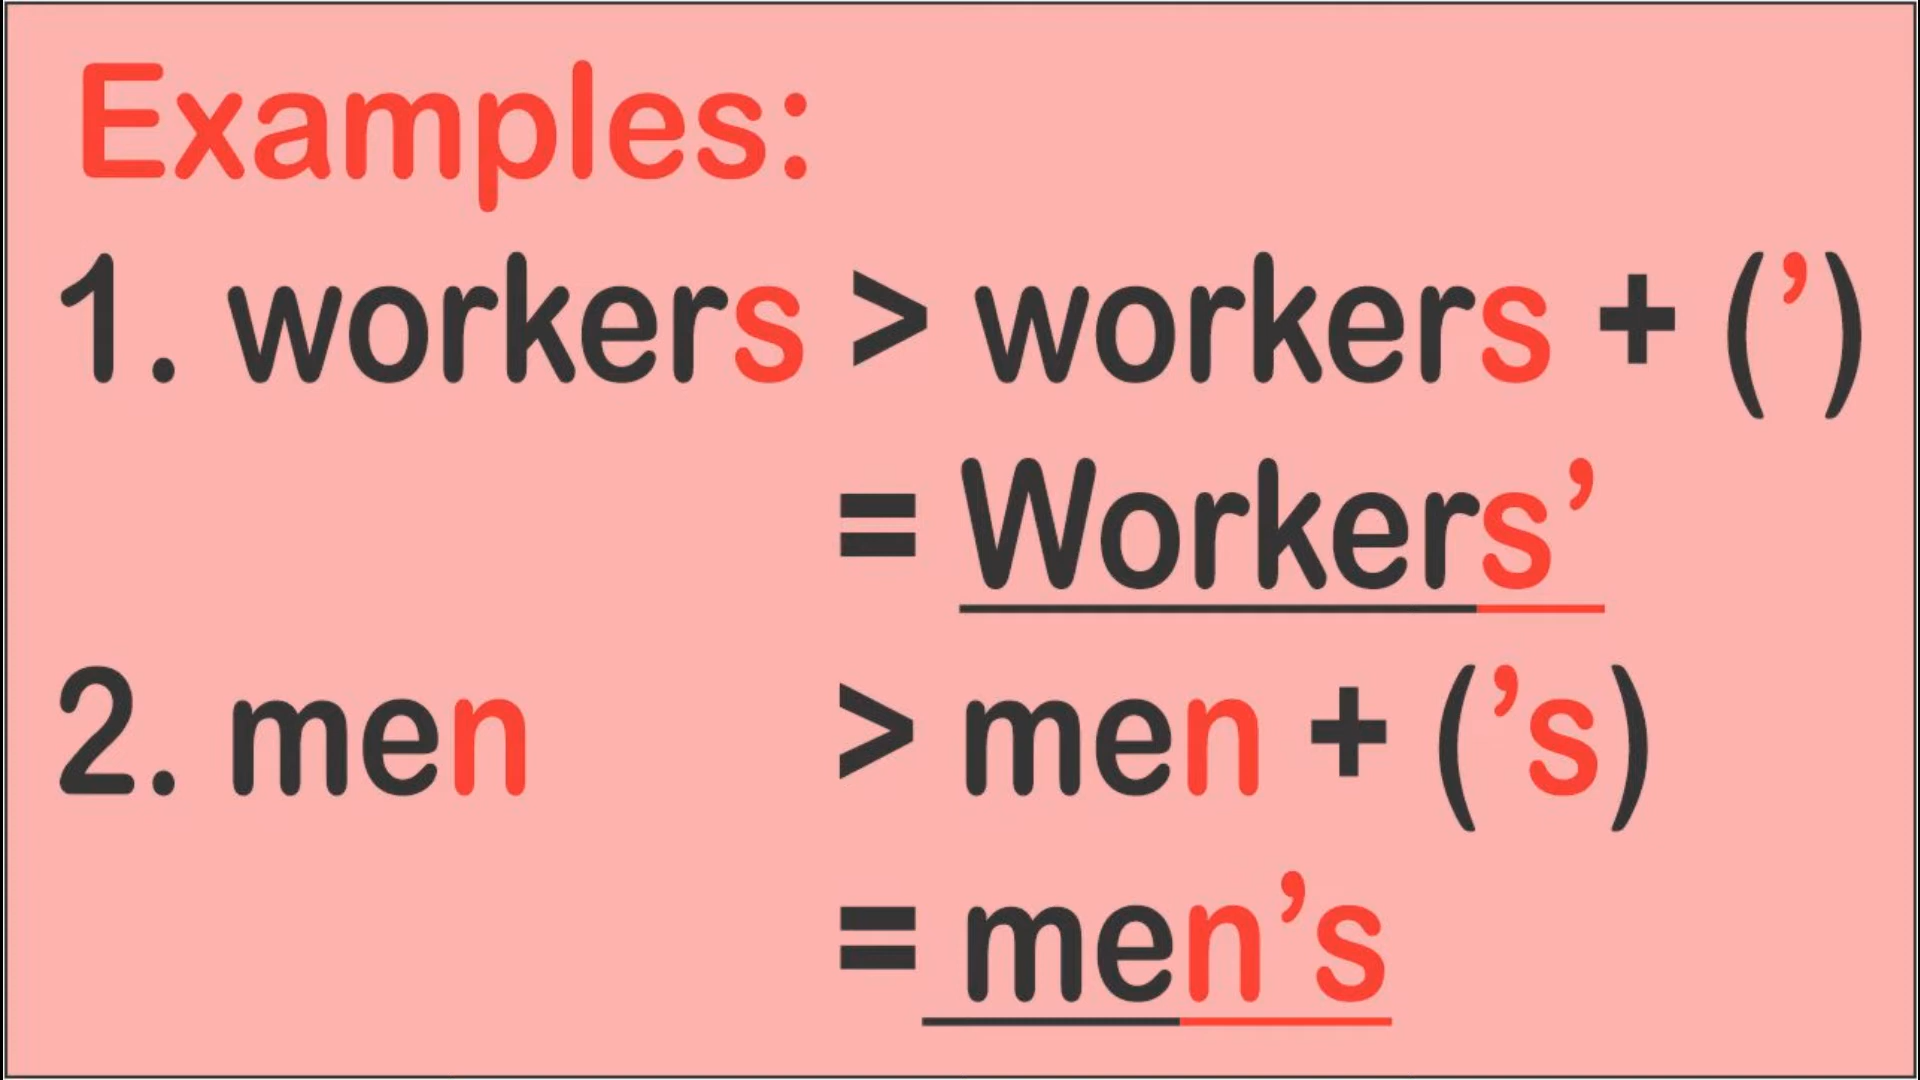 Examples:
1. workers > workers + (’)
= Workers’
2. men > men + (’s)
= men’s